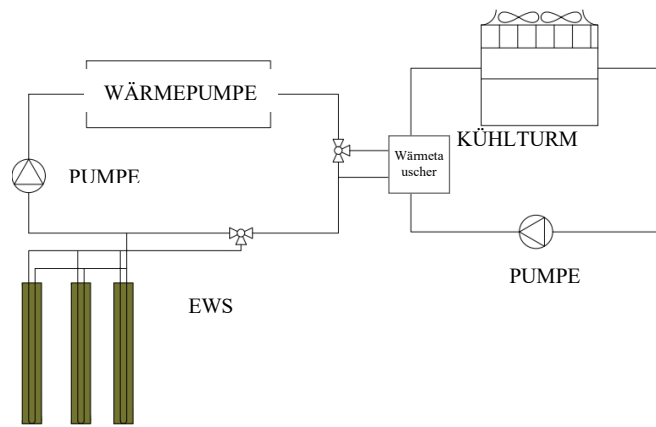 WÄRMEPUMPE
KÜHLTURM
Wärmeta
uscher
PUMPE
PUMPE
EWS